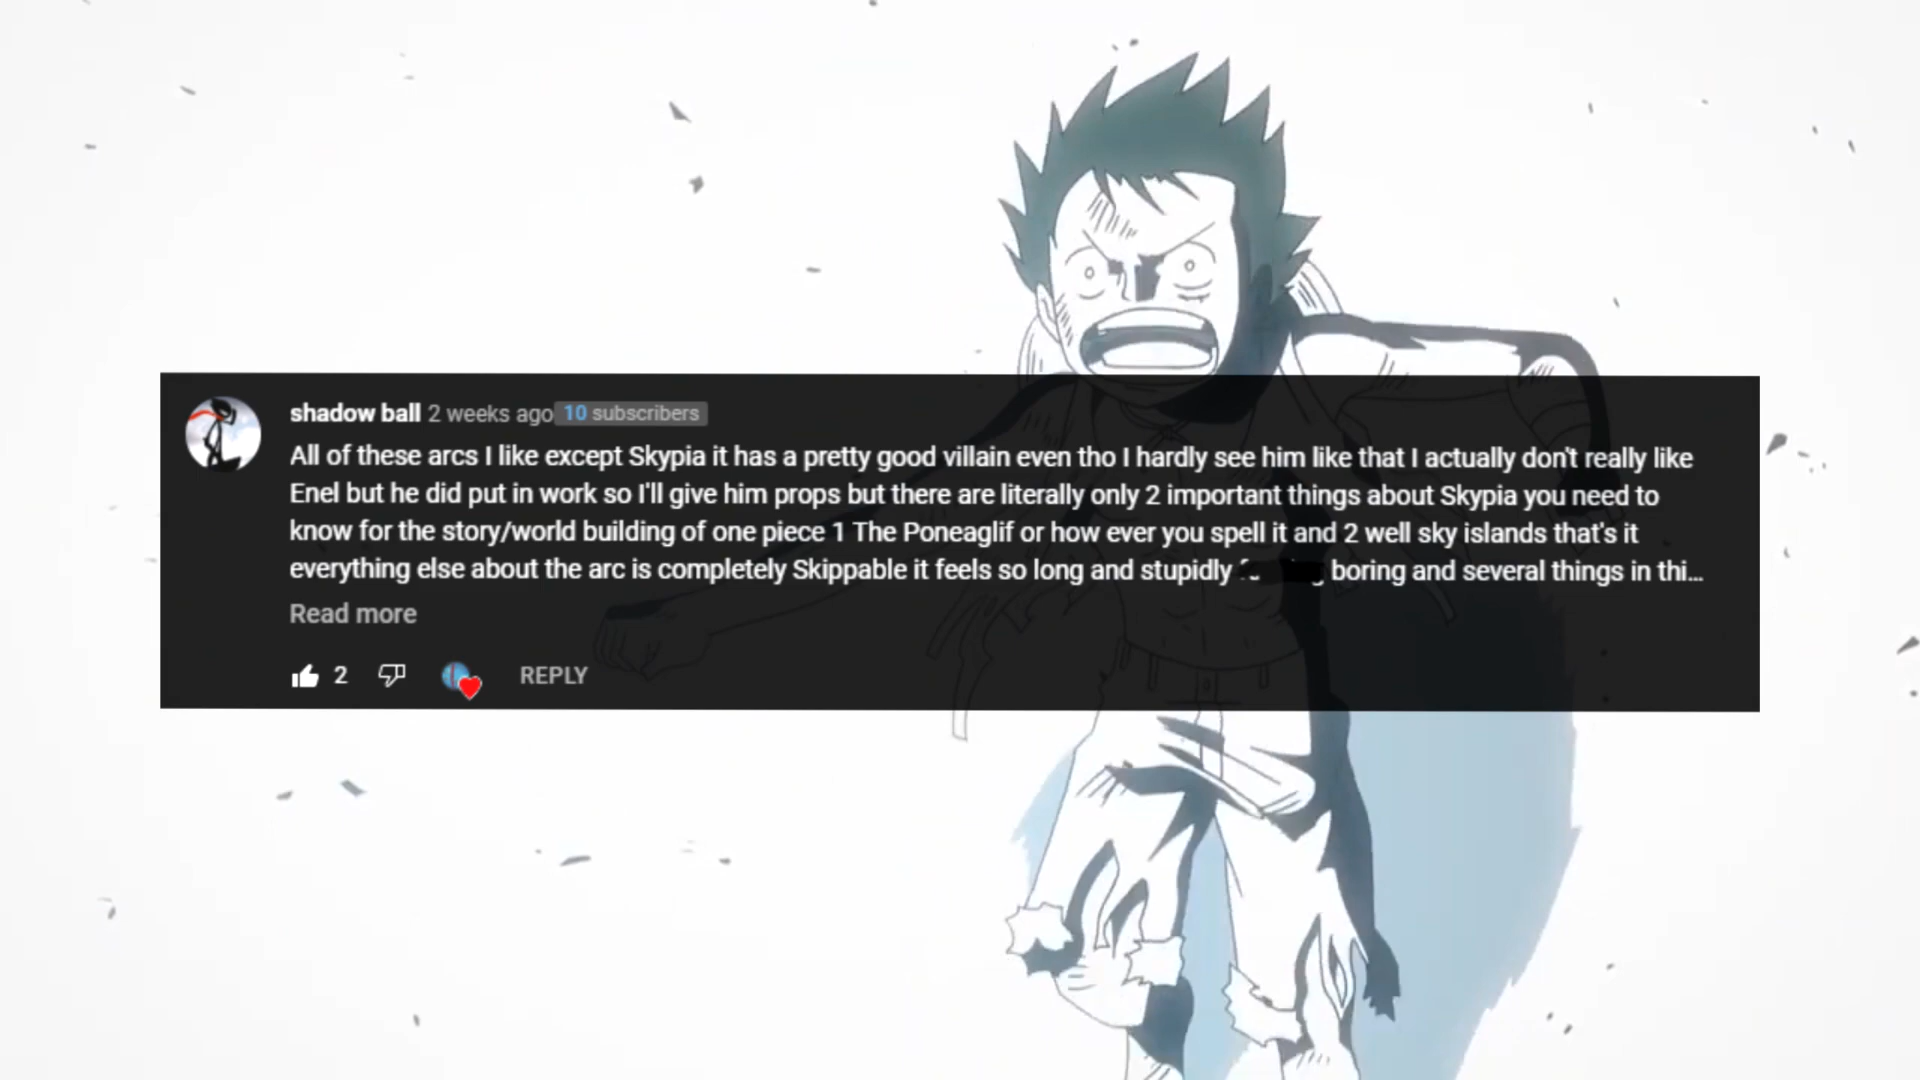 shadow ball 2 weeks ago 10 subscribers
All of these arcs I like except Skypia it has a pretty good villain even tho I hardly see him like that I actually don't really like
Enel but he did put in work so I'll give him props but there are literally only 2 important things about Skypia you need to
know for the story/world building of one piece 1 The Poneaglif or how ever you spell it and 2 well sky islands that's it
everything else about the arc is completely Skippable it feels so long and stupidly boring and several things in thi...
Read more
2 REPLY